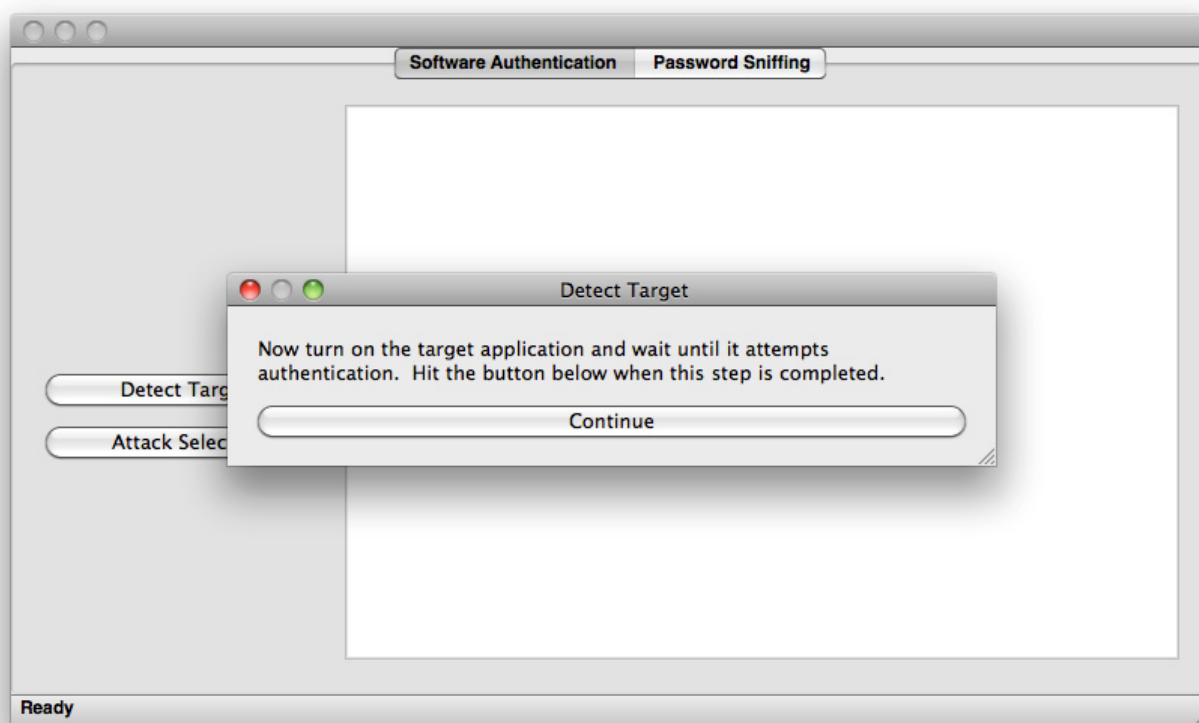 Software Authentication Password Sniffing
Detect Target
Now turn on the target application and wait until it attempts
authentication.  Hit the button below when this step is completed.
Continue
Detect Targ
Attack Selec
Ready